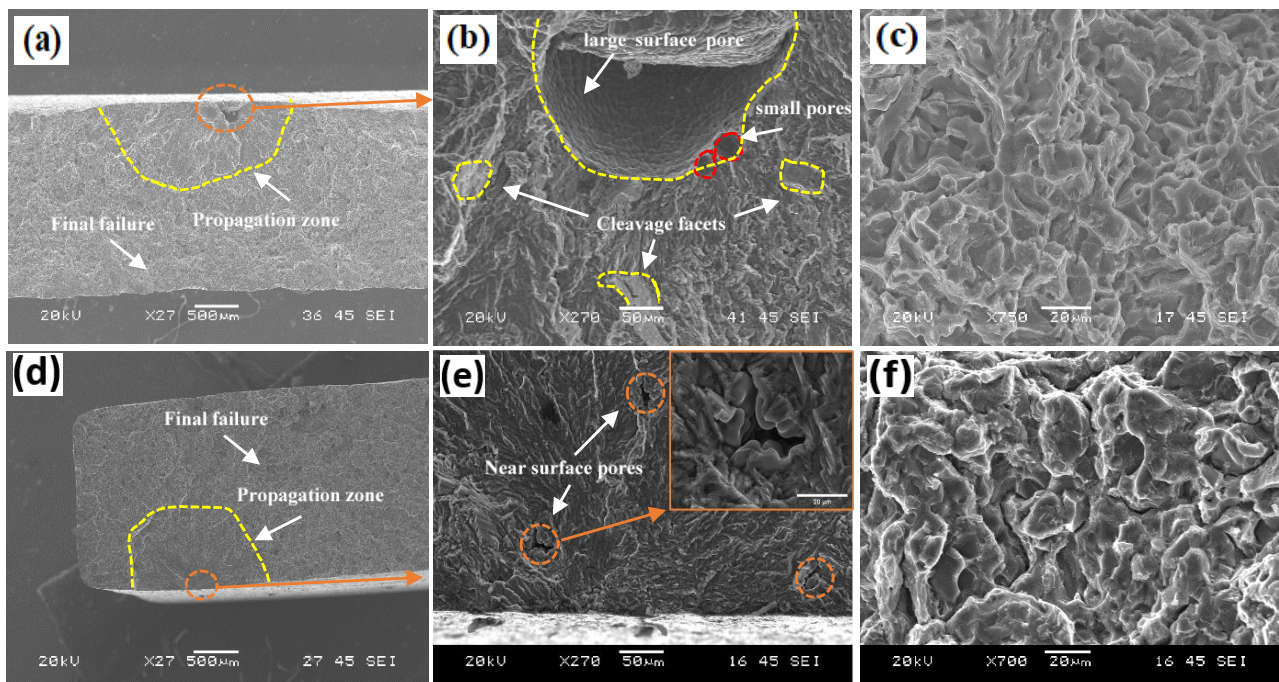 (a)
Propagation zone
Final failure
20kV X27 500μm 36 45 SEI
(b)
large surface pore
small pores
Cleavage facets
20kV X270 50μm 41 45 SEI
(c)
20kV X750 20μm 17 45 SEI
(d)
Final failure
Propagation zone
20kV X27 500μm 27 45 SEI
(e)
Near surface pores
20 μm
20kV X270 50μm 16 45 SEI
(f)
20kV X700 20μm 16 45 SEI